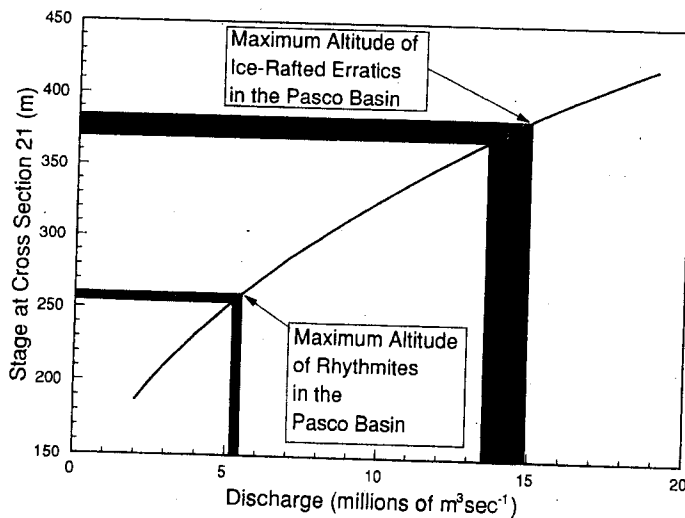 450
400
350
300
250
200
150
0
5
10
15
20
Stage at Cross Section 21 (m)
Maximum Altitude of
Ice-Rafted Erratics
in the Pasco Basin
Maximum Altitude
of Rhythmites
in the
Pasco Basin
Discharge (millions of m³sec⁻¹)